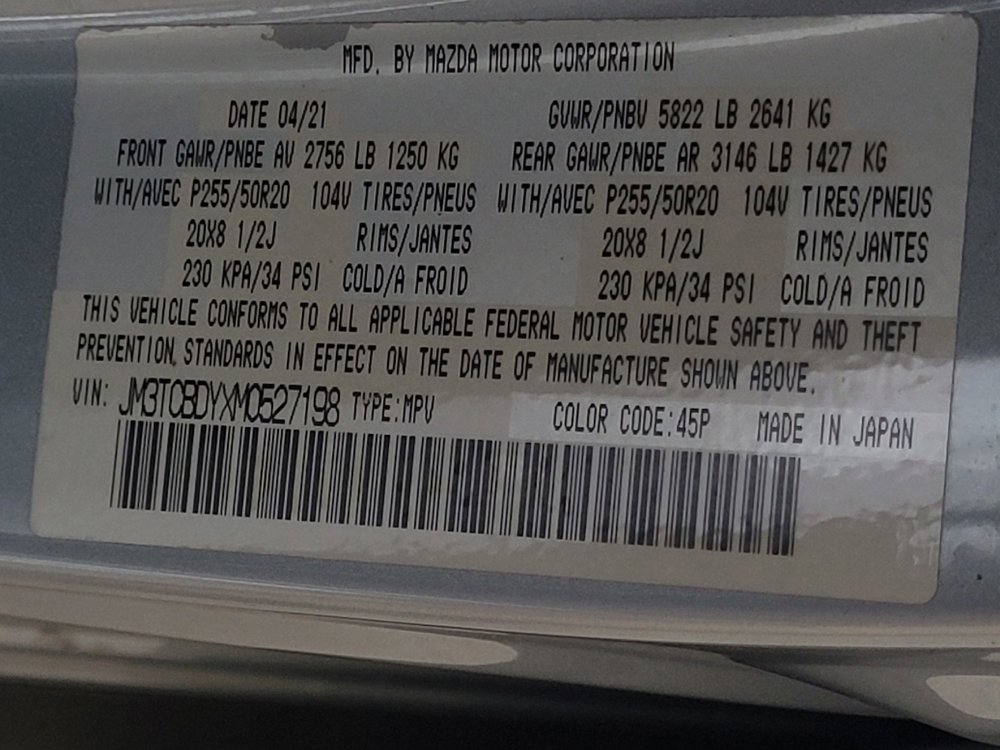 MFD. BY MAZDA MOTOR CORPORATION
DATE 04/21 GVWR/PNBV 5822 LB 2641 KG
FRONT GAWR/PNBE AV 2756 LB 1250 KG REAR GAWR/PNBE AR 3146 LB 1427 KG
WITH/AVEC P255/50R20 104V TIRES/PNEUS WITH/AVEC P255/50R20 104V TIRES/PNEUS
20X8 1/2J RIMS/JANTES 20X8 1/2J RIMS/JANTES
230 KPA/34 PSI COLD/A FROID 230 KPA/34 PSI COLD/A FROID
THIS VEHICLE CONFORMS TO ALL APPLICABLE FEDERAL MOTOR VEHICLE SAFETY AND THEFT
PREVENTION STANDARDS IN EFFECT ON THE DATE OF MANUFACTURE SHOWN ABOVE.
VIN: JM3TCBDYXM0527198 TYPE:MPV COLOR CODE:45P MADE IN JAPAN